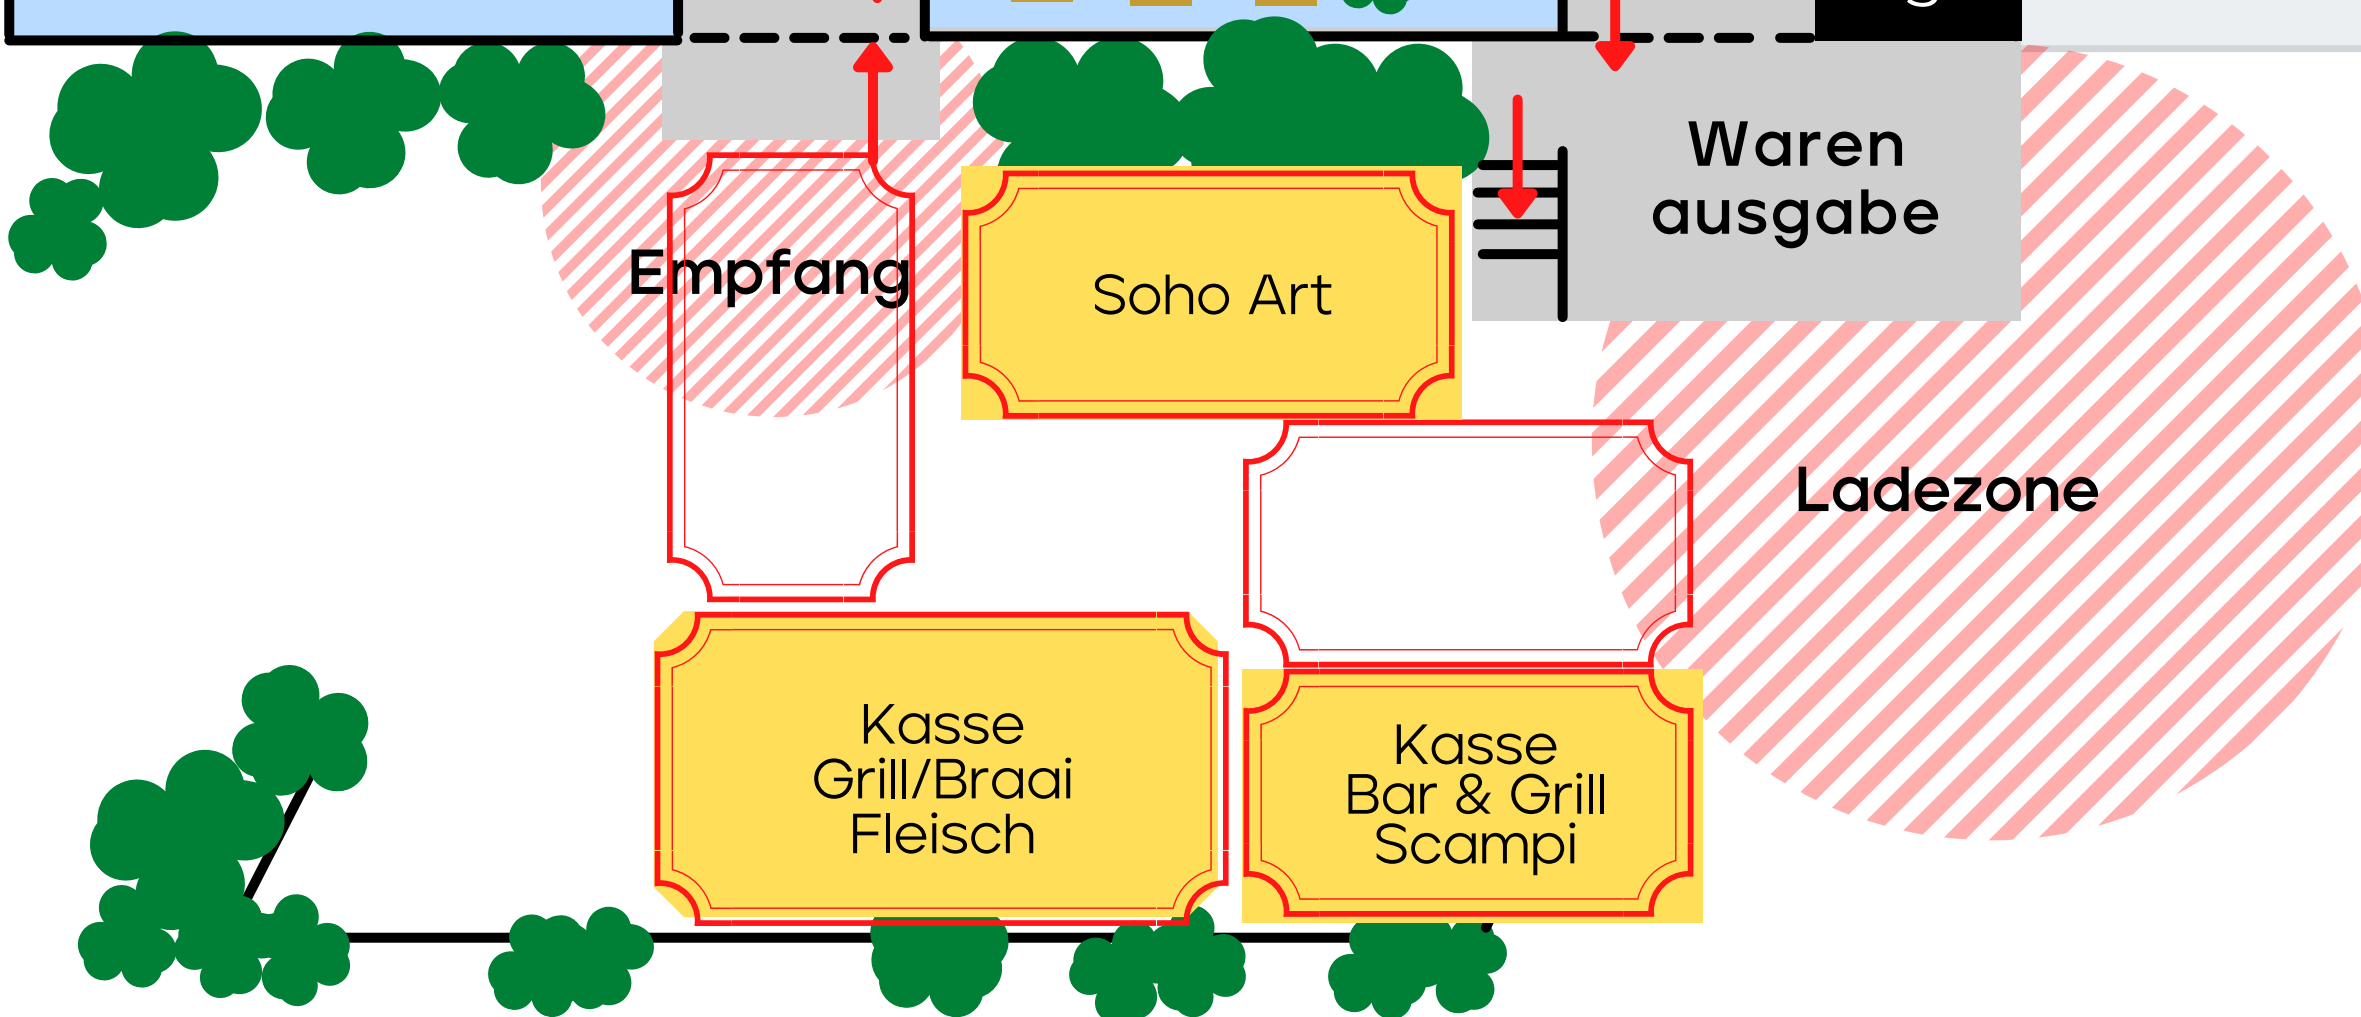 Waren
ausgabe
Empfang
Soho Art
Ladezone
Kasse
Grill/Braai
Fleisch
Kasse
Bar & Grill
Scampi